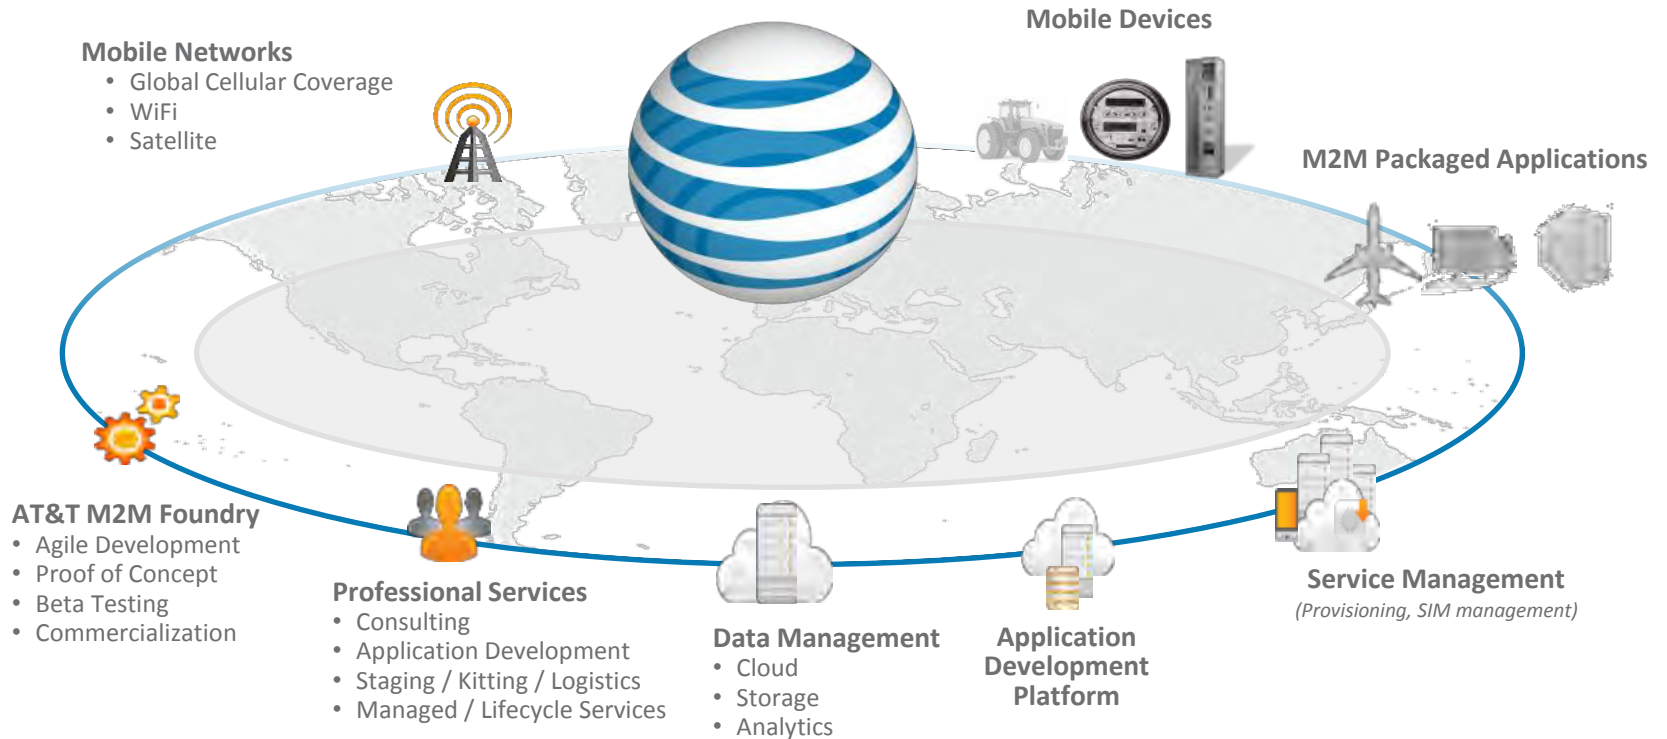 Mobile Devices
Mobile Networks
• Global Cellular Coverage
• WiFi
• Satellite
M2M Packaged Applications
AT&T M2M Foundry
• Agile Development
• Proof of Concept
• Beta Testing
• Commercialization
Professional Services
• Consulting
• Application Development
• Staging / Kitting / Logistics
• Managed / Lifecycle Services
Data Management
• Cloud
• Storage
• Analytics
Application
Development
Platform
Service Management
(Provisioning, SIM management)